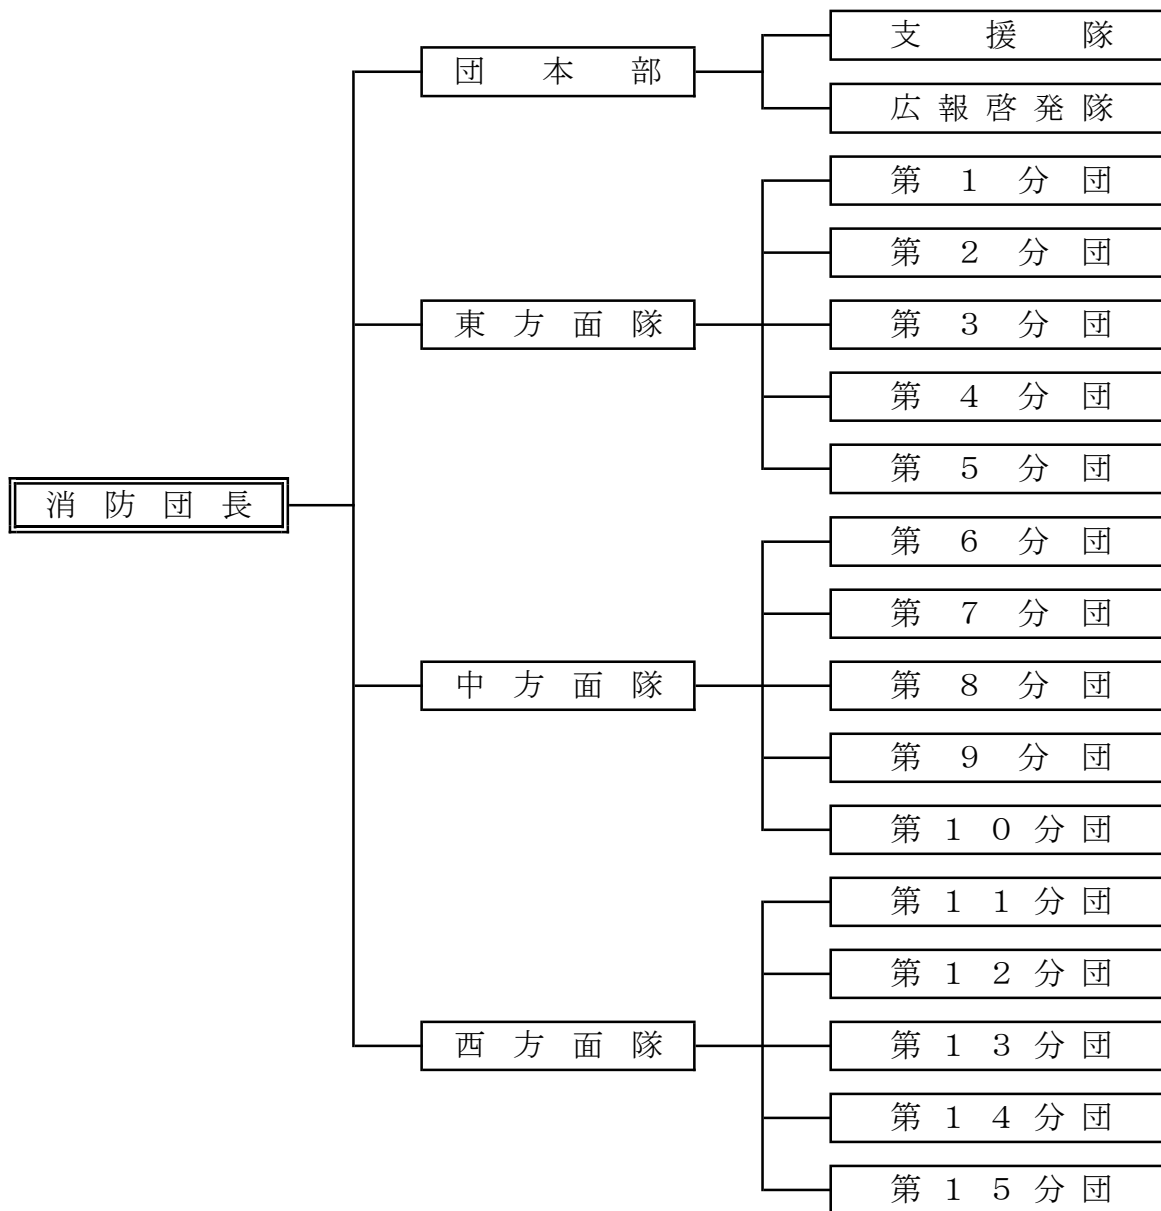 消防団長
団本部
支援隊
広報啓発隊
東方面隊
第１分団
第２分団
第３分団
第４分団
第５分団
中方面隊
第６分団
第７分団
第８分団
第９分団
第１０分団
西方面隊
第１１分団
第１２分団
第１３分団
第１４分団
第１５分団